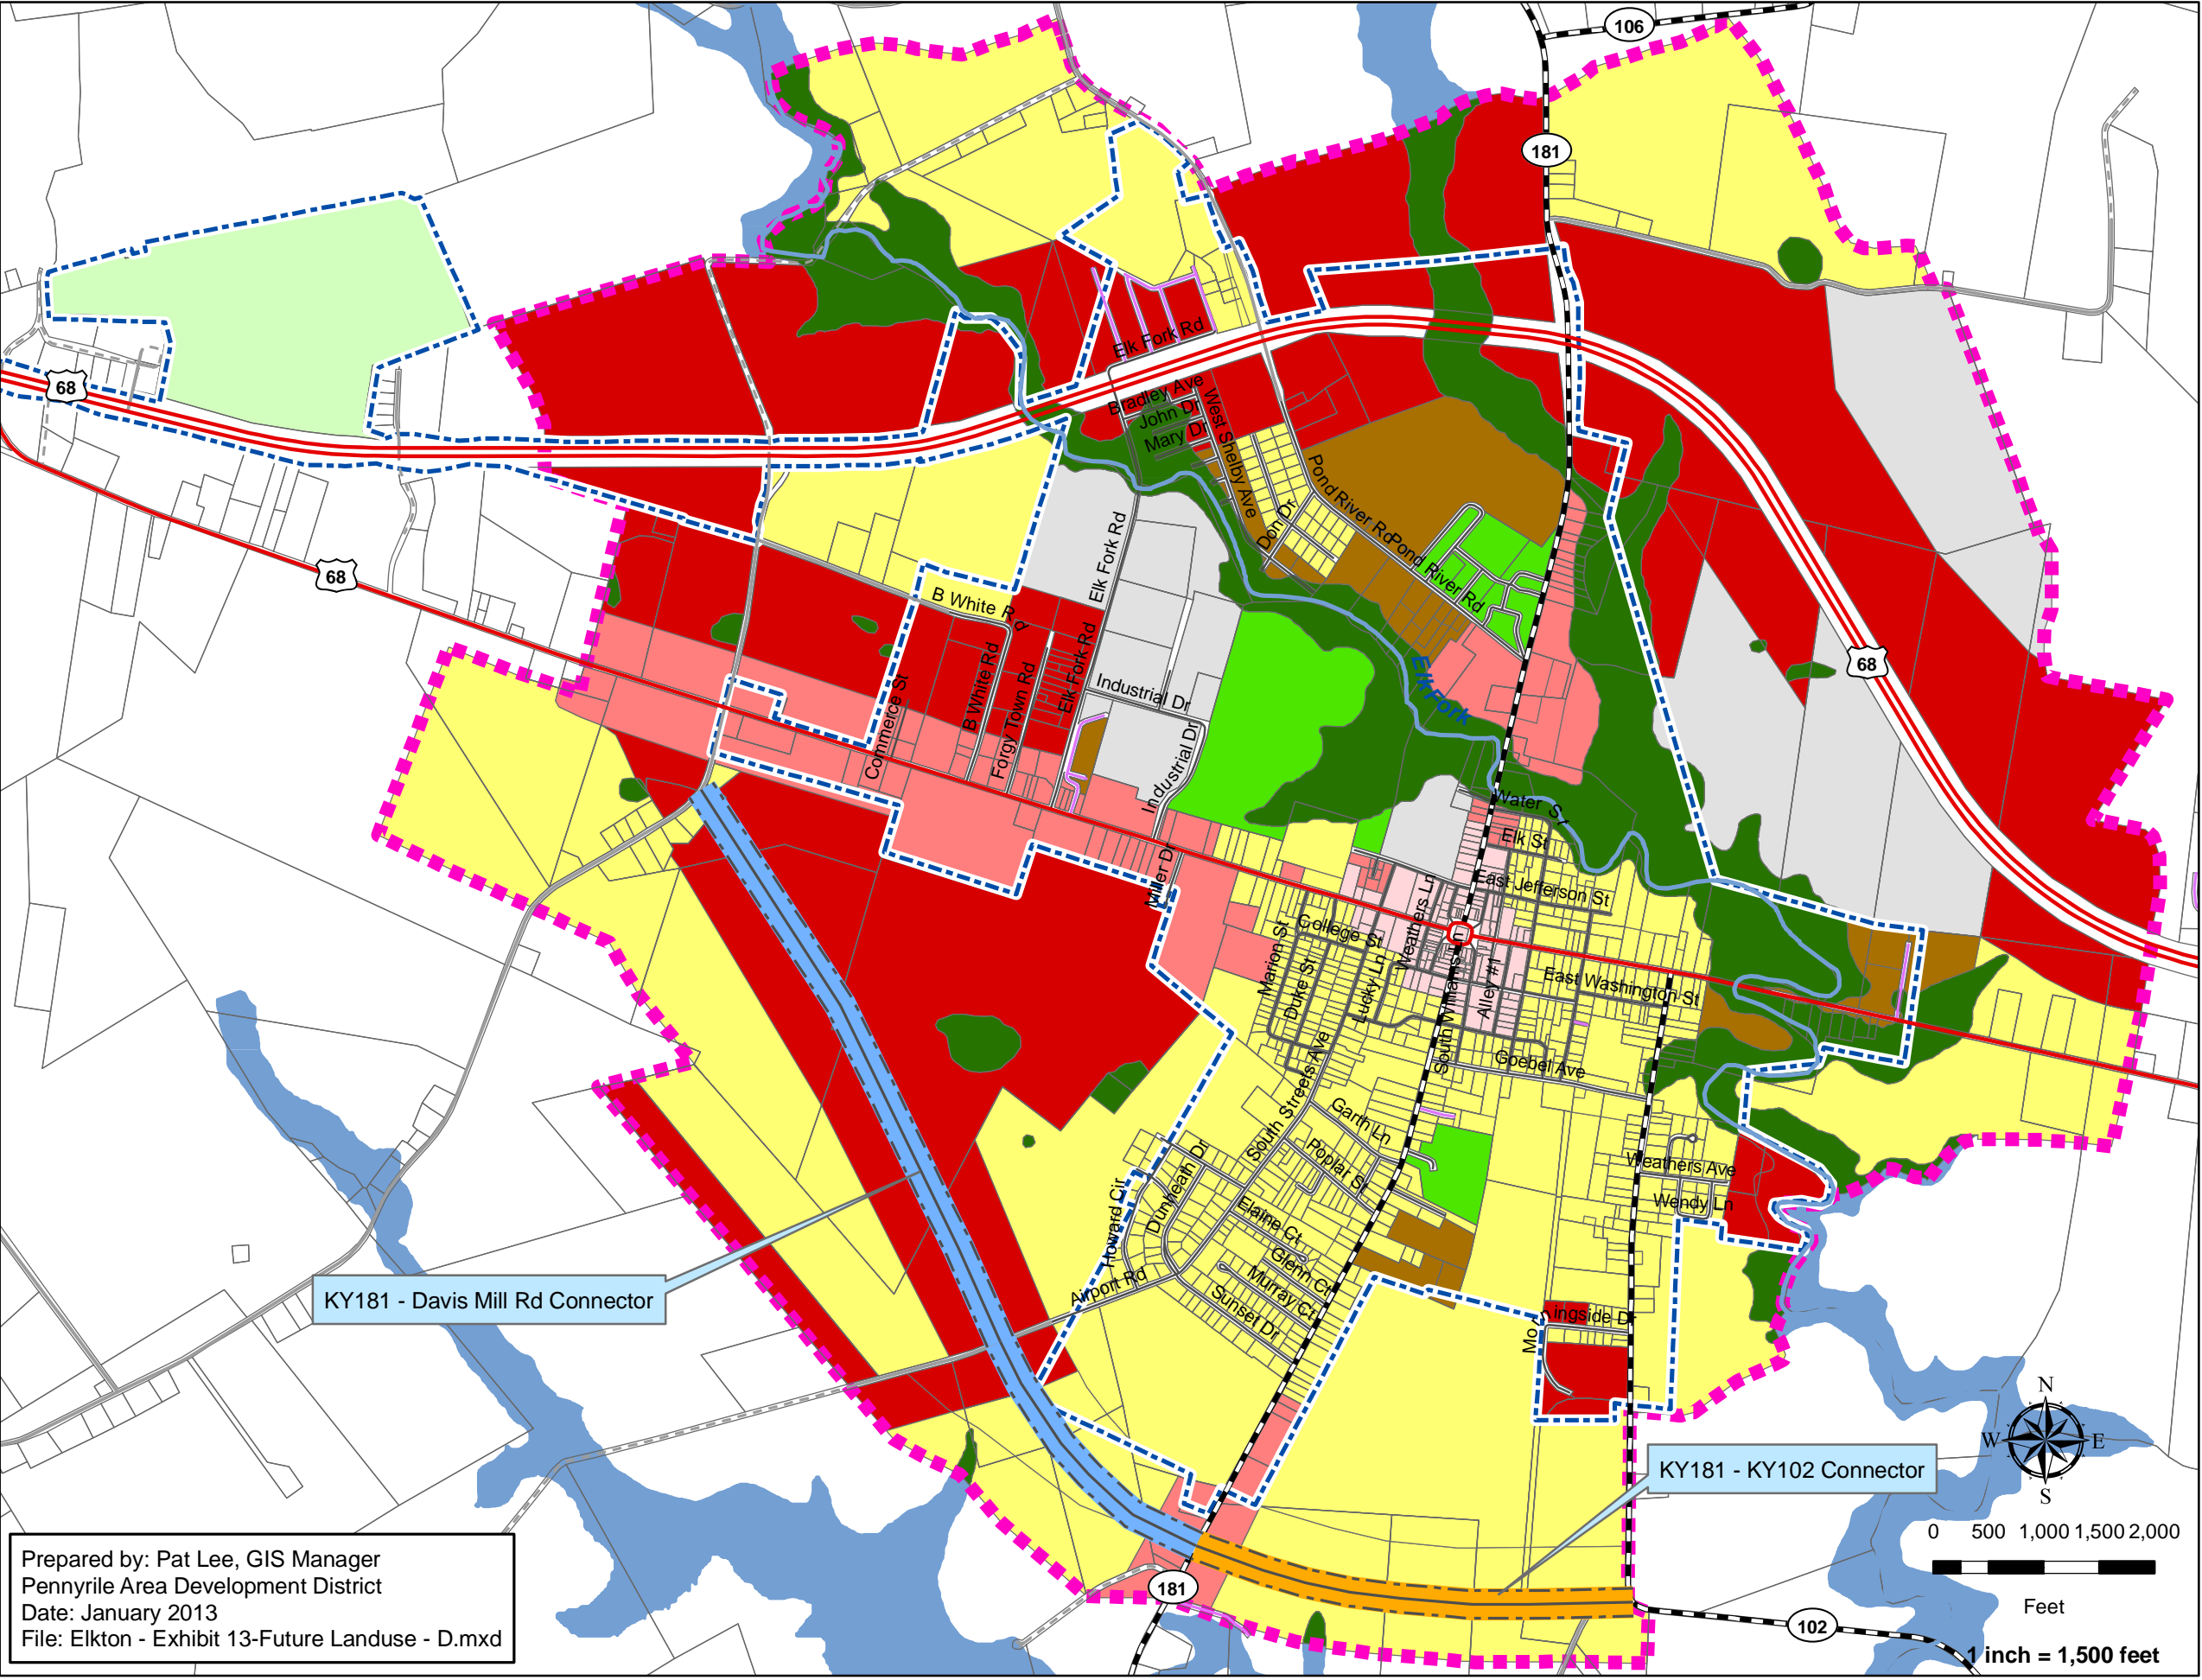 106
181
68
Elk Fork Rd
Bradley Ave
John Dr
Mary Dr
West Shelby Ave
Pond River Rd
Don Dr
Pond River Rd
68
Elk Fork Rd
B White Rd
B White Rd
Forgy Town Rd
Elk Fork Rd
Commerce St
Industrial Dr
Industrial Dr
Elk Fork
68
Water St
Elk St
East Jefferson St
Miller Dr
Weathers Ln
College St
Marion St
Duke St
Lucky Ln
South Williams Ln
Alley #1
East Washington St
Goebel Ave
South Streets Ave
Garth Ln
Poplar St
Weathers Ave
Wendy Ln
Howard Cir
Dunheath Dr
Elaine Ct
Glenn Ct
Murray Ct
Sunset Dr
Airport Rd
Morningside Dr
KY181 - Davis Mill Rd Connector
KY181 - KY102 Connector
N
W E
S
0 500 1,000 1,500 2,000
Feet
1 inch = 1,500 feet
181
102
Prepared by: Pat Lee, GIS Manager
Pennyrile Area Development District
Date: January 2013
File: Elkton - Exhibit 13-Future Landuse - D.mxd